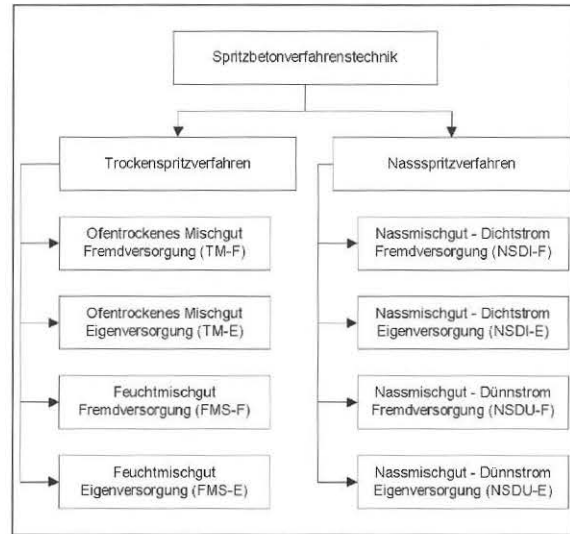 Spritzbetonverfahrenstechnik
Trockenspritzverfahren
Nassspritzverfahren
Ofentrockenes Mischgut
Fremdversorgung (TM-F)
Ofentrockenes Mischgut
Eigenversorgung (TM-E)
Feuchtmischgut
Fremdversorgung (FMS-F)
Feuchtmischgut
Eigenversorgung (FMS-E)
Nassmischgut - Dichtstrom
Fremdversorgung (NSDI-F)
Nassmischgut - Dichtstrom
Eigenversorgung (NSDI-E)
Nassmischgut - Dünnstrom
Fremdversorgung (NSDU-F)
Nassmischgut - Dünnstrom
Eigenversorgung (NSDU-E)